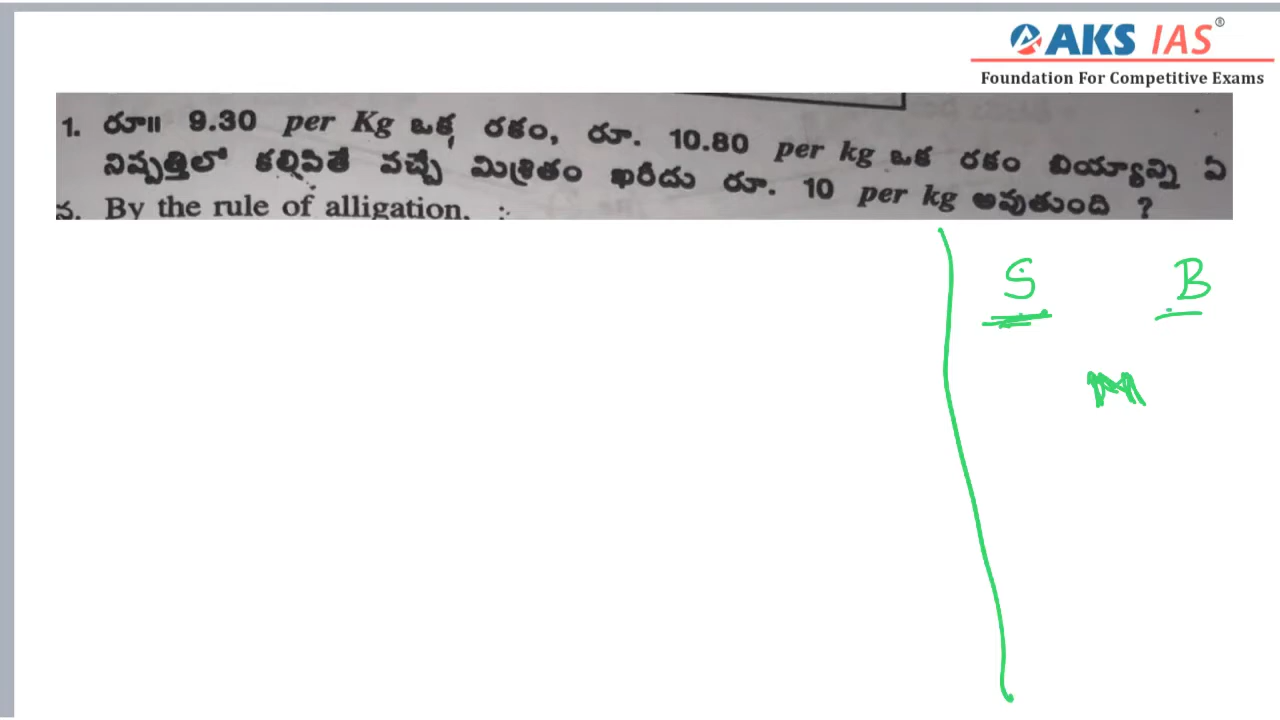 AKS IAS®
Foundation For Competitive Exams
1. రూ॥ 9.30 per Kg ఒక్క రకం, రూ. 10.80 per kg ఒక రకం బియ్యాన్ని ఏ
నిష్పత్తిలో కల్పితే వచ్చే మిశ్రితం ఖరీదు రూ. 10 per kg అవుతుంది ?
By the rule of alligation, :
S B
M